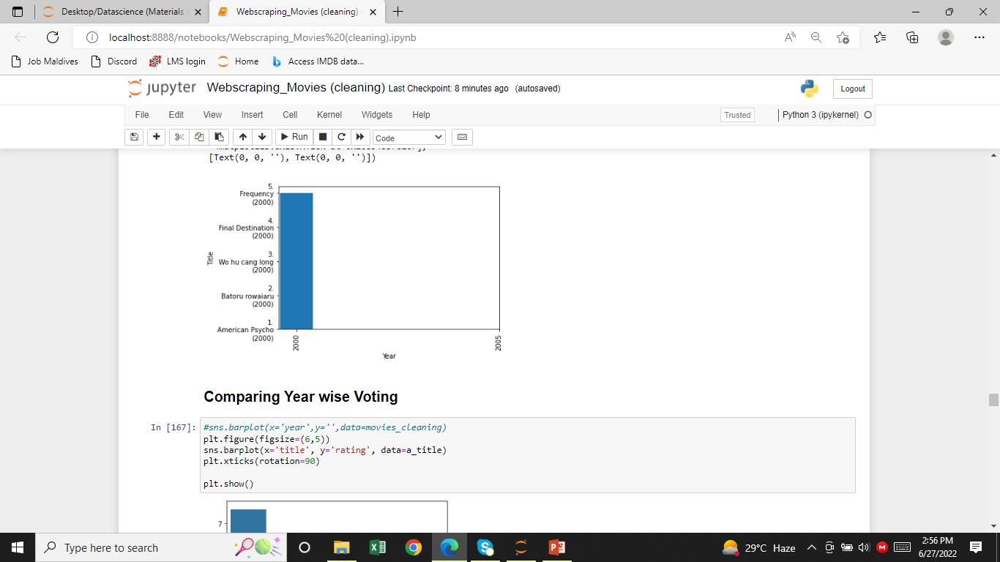 Desktop/Datascience (Materials
Webscraping_Movies (cleaning)
localhost:8888/notebooks/Webscraping_Movies%20(cleaning).ipynb
Job Maldives
Discord
LMS login
Home
Access IMDB data...
jupyter
Webscraping_Movies (cleaning) Last Checkpoint: 8 minutes ago (autosaved)
Logout
File
Edit
View
Insert
Cell
Kernel
Widgets
Help
Trusted
Python 3 (ipykernel)
Run
Code
[Text(0, 0, ''), Text(0, 0, '')])
5.
Frequency
(2000)
4.
Final Destination
(2000)
3.
Wo hu cang long
(2000)
2.
Batoru rowaiaru
(2000)
1.
American Psycho
(2000)
Title
2000
2005
Year
Comparing Year wise Voting
In [167]:
#sns.barplot(x='year',y='',data=movies_cleaning)
plt.figure(figsize=(6,5))
sns.barplot(x='title', y='rating', data=a_title)
plt.xticks(rotation=90)
plt.show()
7
Type here to search
29°C Haze
2:56 PM
6/27/2022